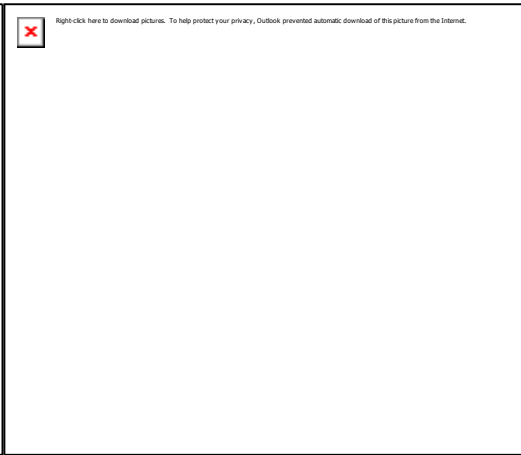 Right-click here to download pictures. To help protect your privacy, Outlook prevented automatic download of this picture from the Internet.